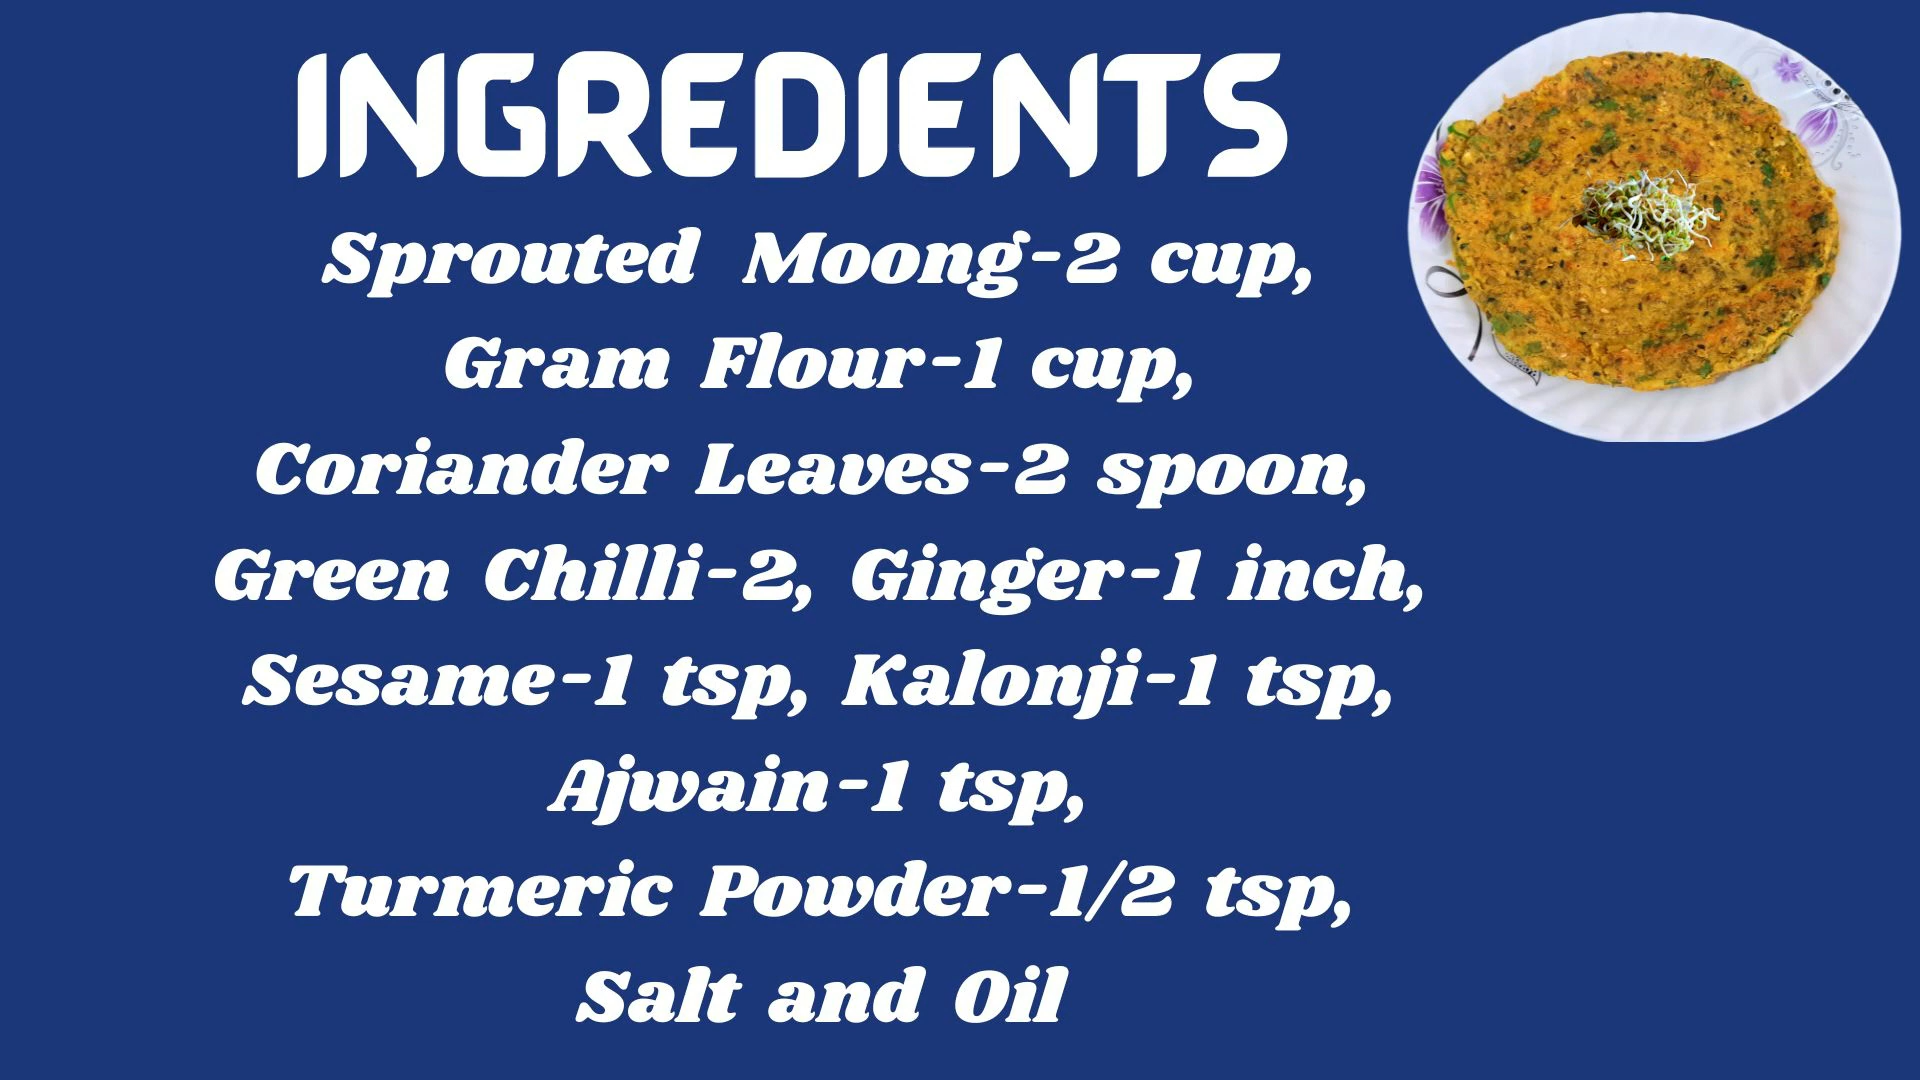 INGREDIENTS
Sprouted Moong-2 cup,
Gram Flour-1 cup,
Coriander Leaves-2 spoon,
Green Chilli-2, Ginger-1 inch,
Sesame-1 tsp, Kalonji-1 tsp,
Ajwain-1 tsp,
Turmeric Powder-1/2 tsp,
Salt and Oil